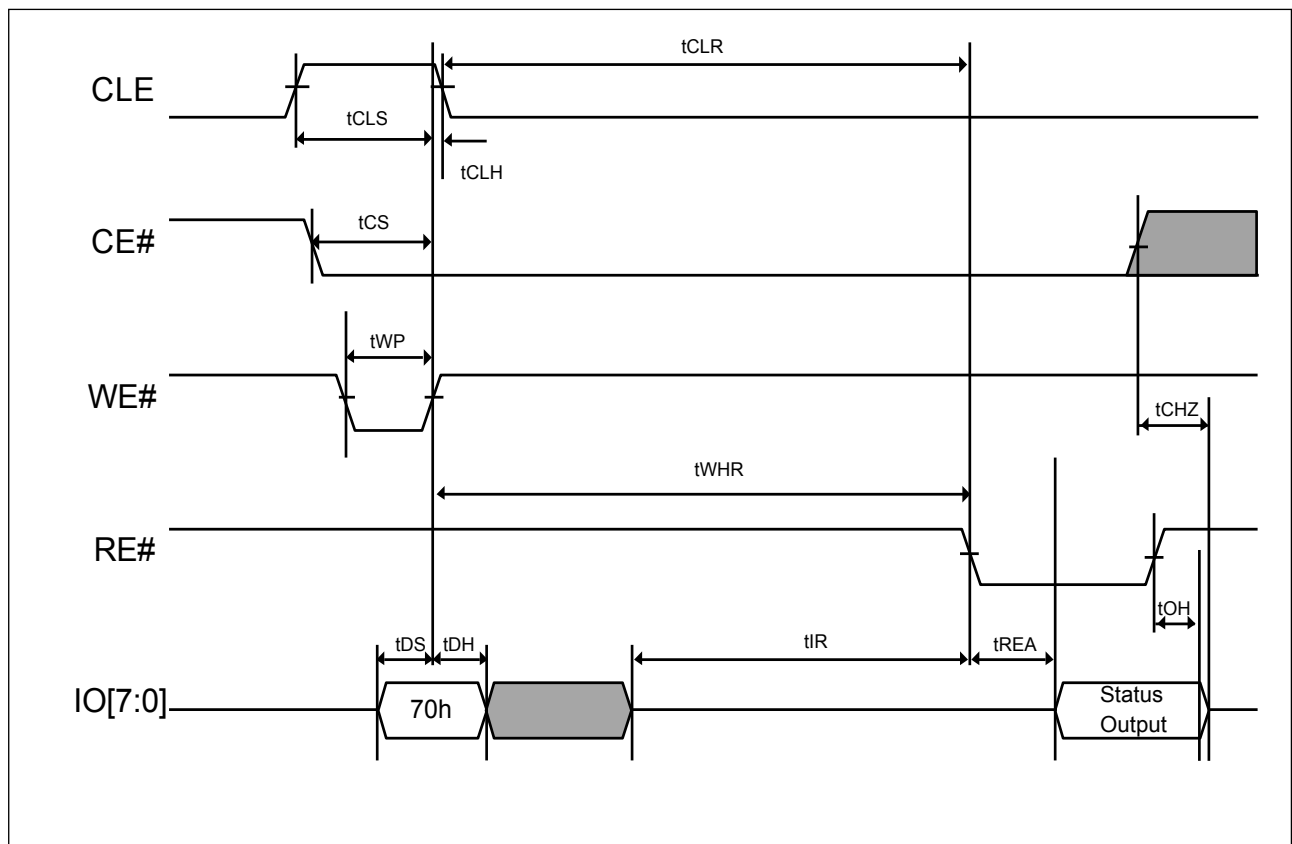 tCLR
CLE
tCLS
tCLH
tCS
CE#
tWP
WE#
tCHZ
tWHR
RE#
tOH
tDS
tDH
tIR
tREA
IO[7:0]
70h
Status
Output